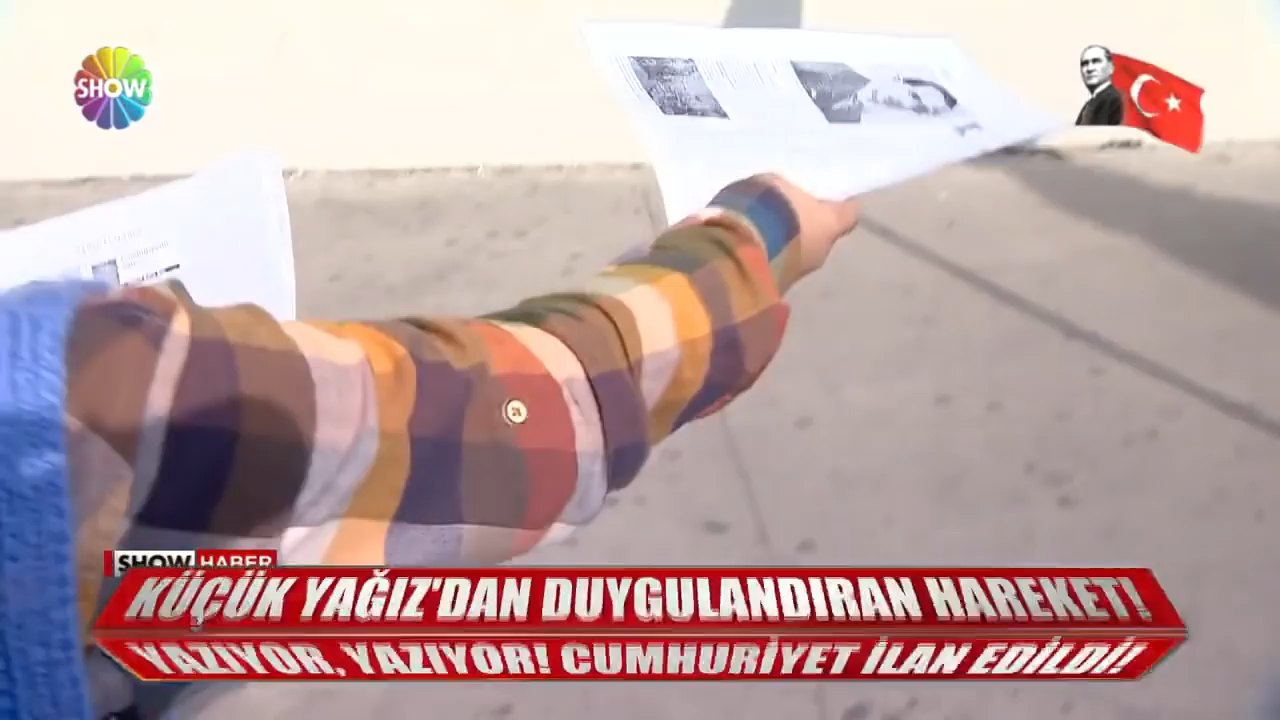 SHOW
SHOW HABER
KÜÇÜK YAĞIZ'DAN DUYGULANDIRAN HAREKET!
YAZIYOR, YAZIYOR! CUMHURİYET İLAN EDİLDİ!